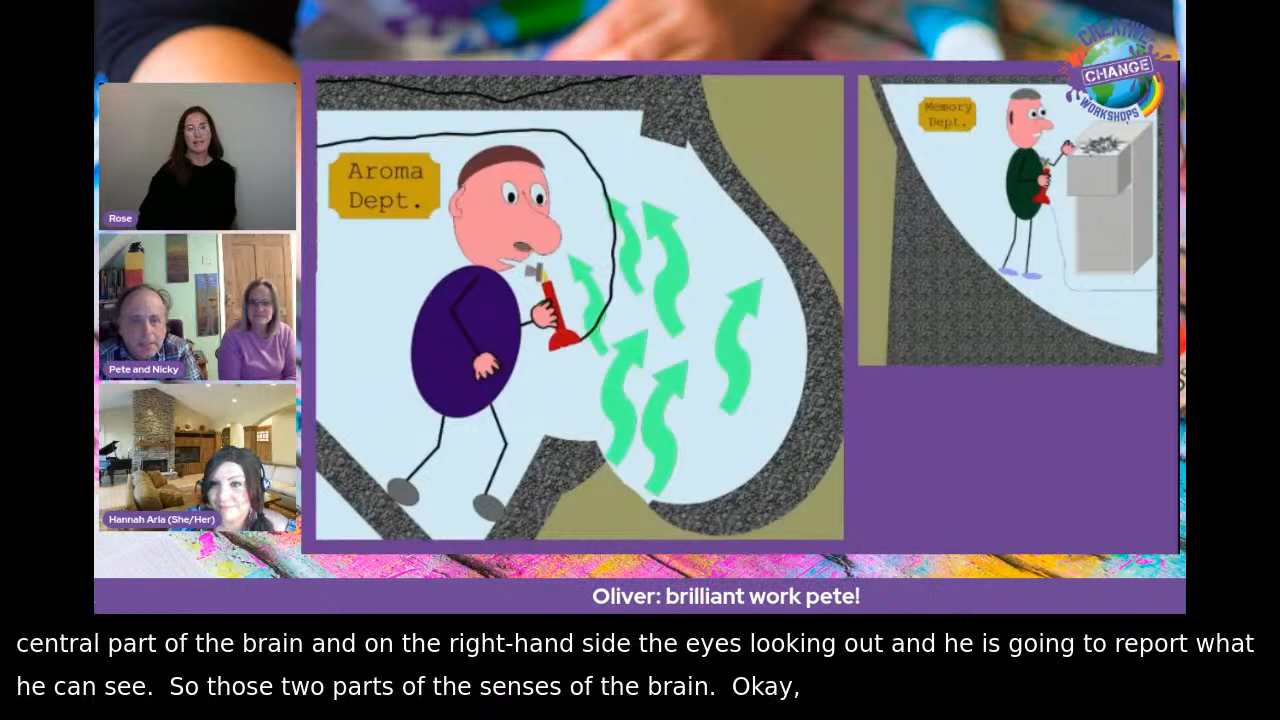 CREATIVE
CHANGE
WORKSHOPS
Aroma
Dept.
Memory
Dept.
Rose
Pete and Nicky
Hannah Aria (She/Her)
Oliver: brilliant work pete!
central part of the brain and on the right-hand side the eyes looking out and he is going to report what
he can see.  So those two parts of the senses of the brain.  Okay,